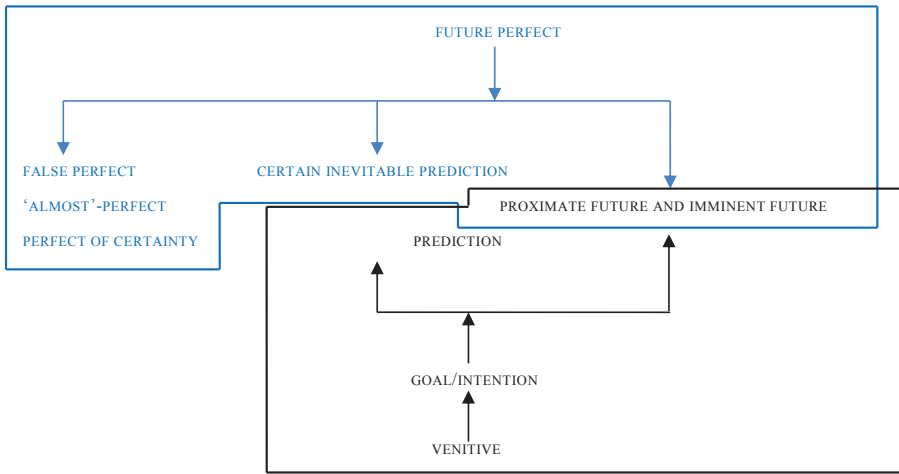 FUTURE PERFECT
FALSE PERFECT
CERTAIN INEVITABLE PREDICTION
‘ALMOST’-PERFECT
PROXIMATE FUTURE AND IMMINENT FUTURE
PERFECT OF CERTAINTY
PREDICTION
GOAL/INTENTION
VENITIVE